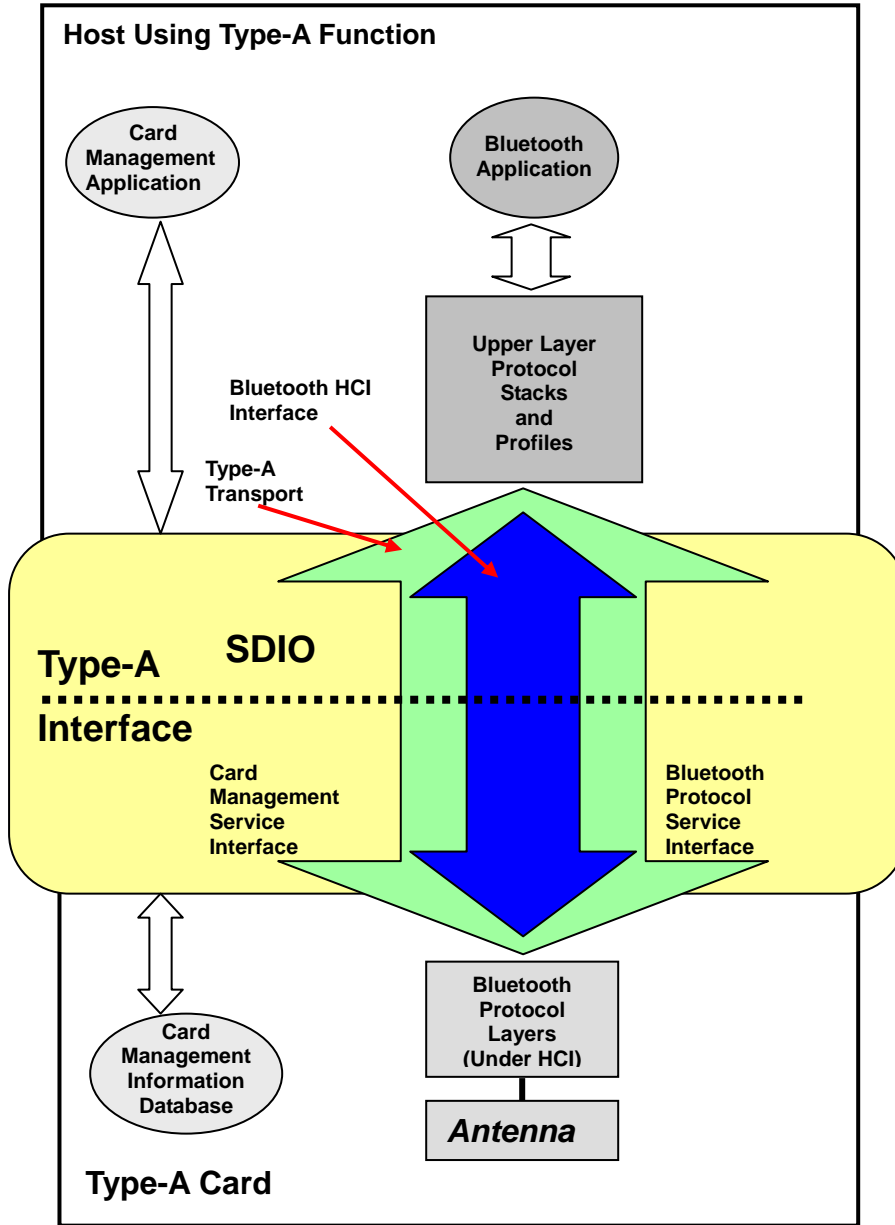 Host Using Type-A Function
Card
Management
Application
Bluetooth
Application
Upper Layer
Protocol
Stacks
and
Profiles
Bluetooth HCI
Interface
Type-A
Transport
SDIO
Type-A
Interface
Card
Management
Service
Interface
Bluetooth
Protocol
Service
Interface
Bluetooth
Protocol
Layers
(Under HCI)
Card
Management
Information
Database
Antenna
Type-A Card